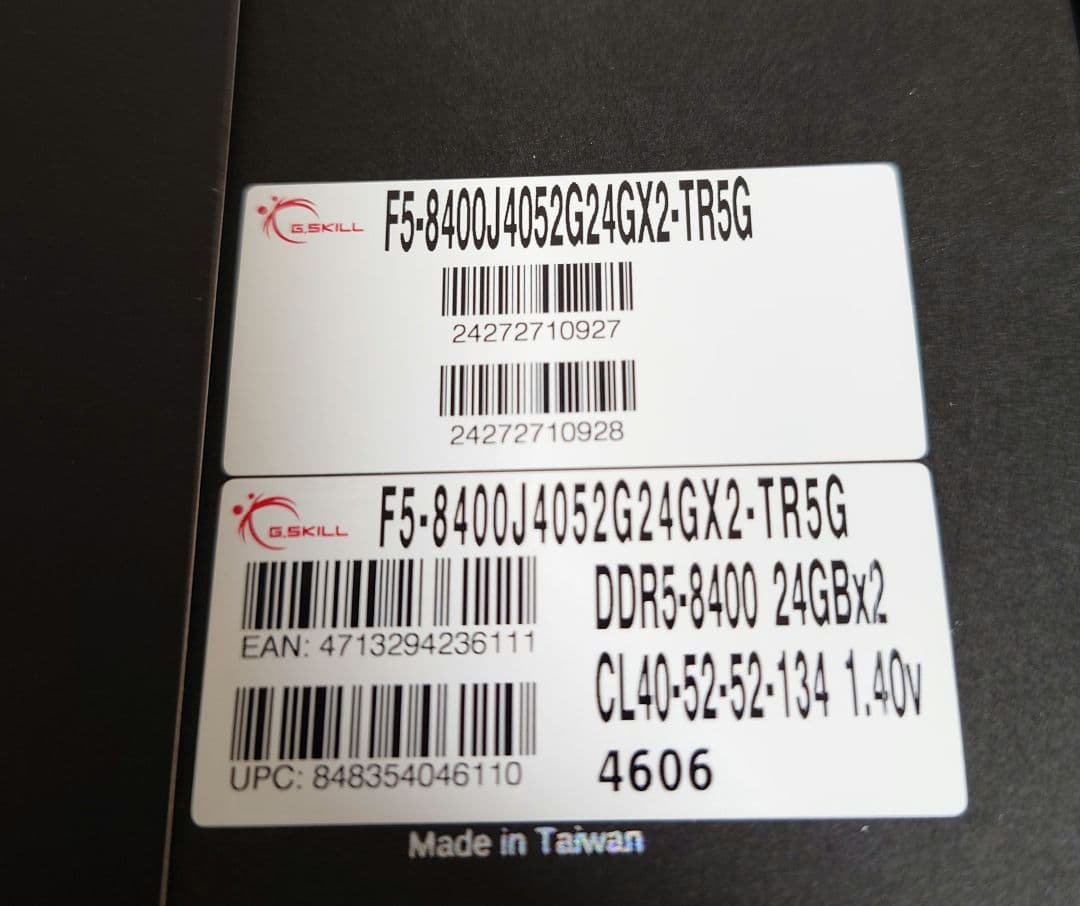 G.SKILL F5-8400J4052G24GX2-TR5G
24272710927
24272710928
G.SKILL F5-8400J4052G24GX2-TR5G
DDR5-8400 24GBx2
EAN: 4713294236111
CL40-52-52-134 1.40v
UPC: 848354046110
4606
Made in Taiwan